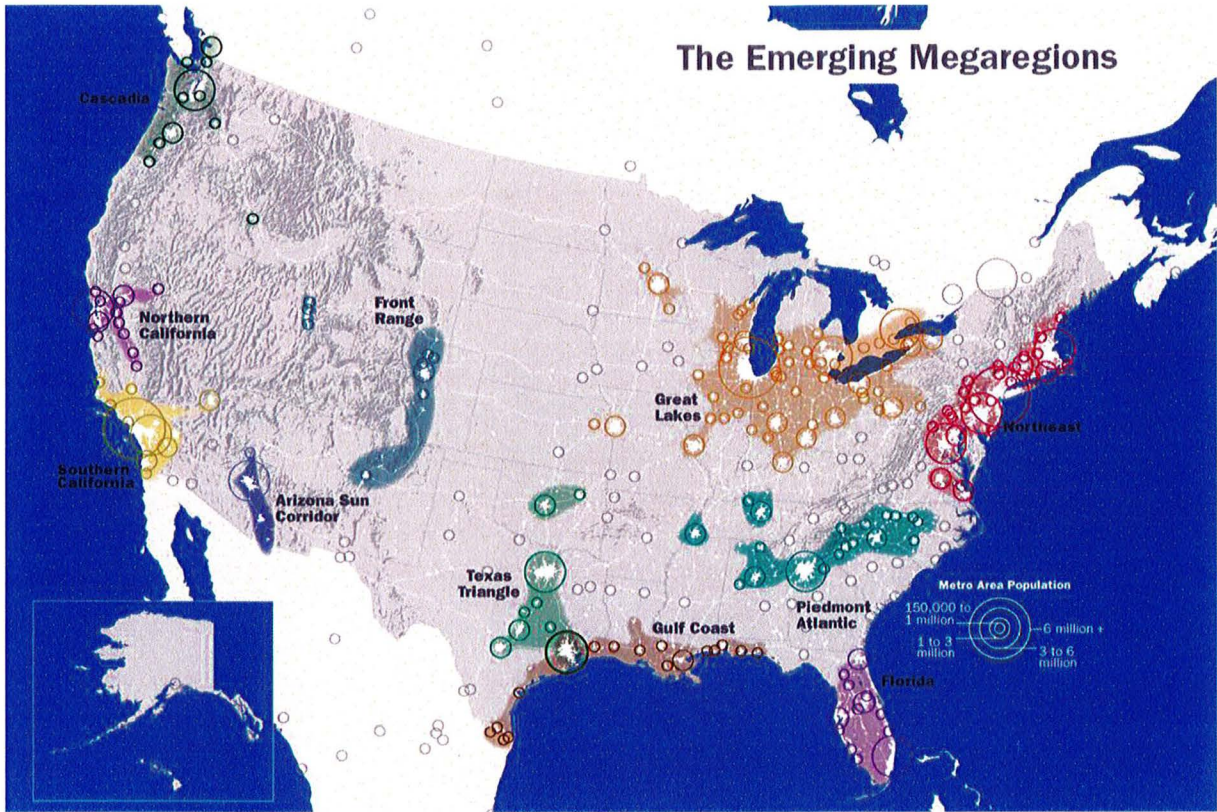 The Emerging Megaregions
Cascadia
Northern
California
Front
Range
Great
Lakes
Northeast
Southern
California
Arizona Sun
Corridor
Texas
Triangle
Gulf Coast
Piedmont
Atlantic
Florida
Metro Area Population
150,000 to
1 million
1 to 3
million
6 million +
3 to 6
million